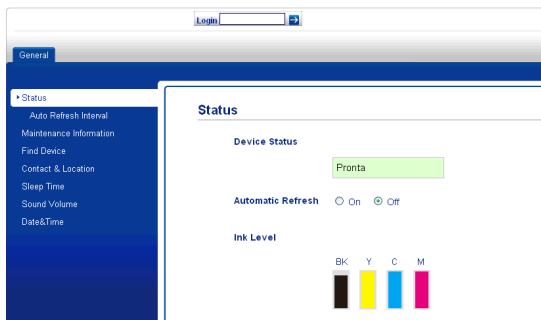 Login
General
Status
Auto Refresh Interval
Maintenance Information
Find Device
Contact & Location
Sleep Time
Sound Volume
Date&Time
Status
Device Status
Pronta
Automatic Refresh On Off
Ink Level
BK Y C M